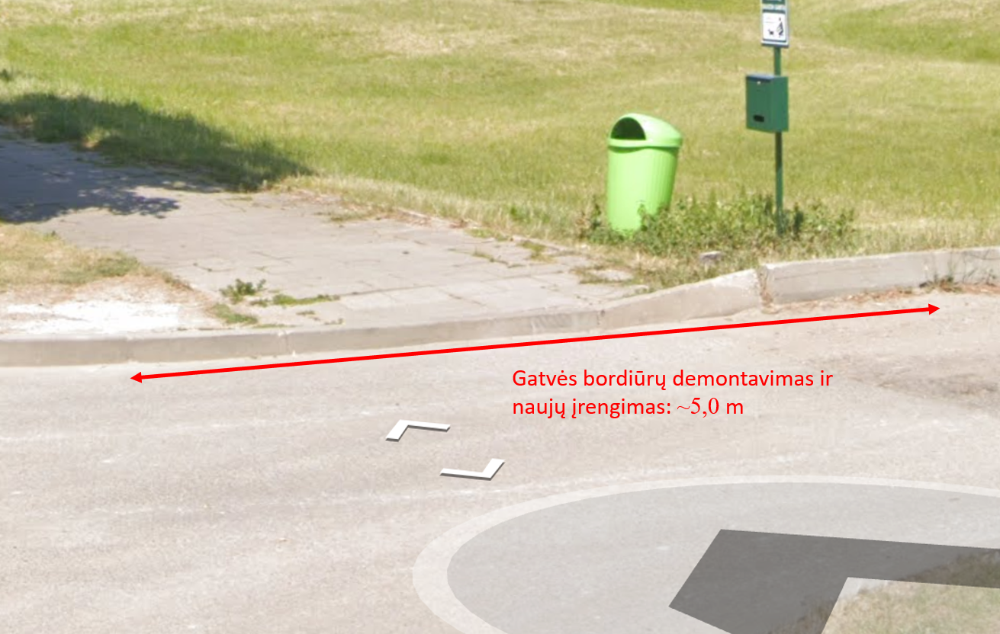 Gatvės bordiūrų demontavimas ir
naujų įrengimas: ~5,0 m